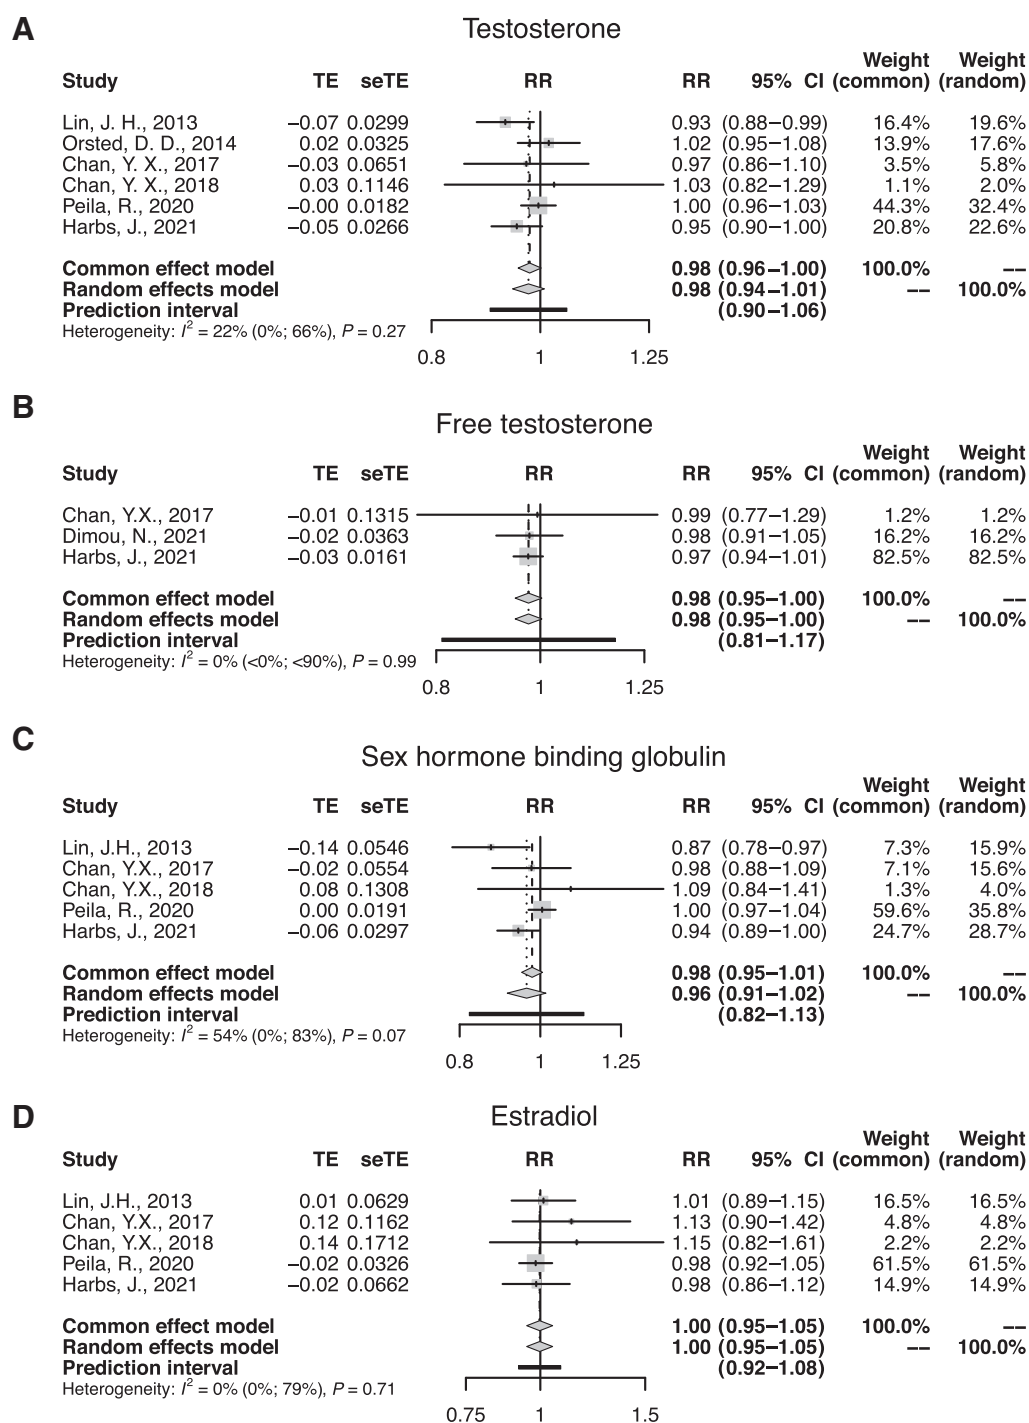 A
Testosterone
Weight Weight
Study TE seTE RR RR 95% CI (common) (random)
Lin, J. H., 2013 −0.07 0.0299 0.93 (0.88−0.99) 16.4% 19.6%
Orsted, D. D., 2014 0.02 0.0325 1.02 (0.95−1.08) 13.9% 17.6%
Chan, Y. X., 2017 −0.03 0.0651 0.97 (0.86−1.10) 3.5% 5.8%
Chan, Y. X., 2018 0.03 0.1146 1.03 (0.82−1.29) 1.1% 2.0%
Peila, R., 2020 −0.00 0.0182 1.00 (0.96−1.03) 44.3% 32.4%
Harbs, J., 2021 −0.05 0.0266 0.95 (0.90−1.00) 20.8% 22.6%
Common effect model 0.98 (0.96−1.00) 100.0% −−
Random effects model 0.98 (0.94−1.01) −− 100.0%
Prediction interval (0.90−1.06)
Heterogeneity: I² = 22% (0%; 66%), P = 0.27
0.8 1 1.25
B
Free testosterone
Weight Weight
Study TE seTE RR RR 95% CI (common) (random)
Chan, Y.X., 2017 −0.01 0.1315 0.99 (0.77−1.29) 1.2% 1.2%
Dimou, N., 2021 −0.02 0.0363 0.98 (0.91−1.05) 16.2% 16.2%
Harbs, J., 2021 −0.03 0.0161 0.97 (0.94−1.01) 82.5% 82.5%
Common effect model 0.98 (0.95−1.00) 100.0% −−
Random effects model 0.98 (0.95−1.00) −− 100.0%
Prediction interval (0.81−1.17)
Heterogeneity: I² = 0% (<0%; <90%), P = 0.99
0.8 1 1.25
C
Sex hormone binding globulin
Weight Weight
Study TE seTE RR RR 95% CI (common) (random)
Lin, J.H., 2013 −0.14 0.0546 0.87 (0.78−0.97) 7.3% 15.9%
Chan, Y.X., 2017 −0.02 0.0554 0.98 (0.88−1.09) 7.1% 15.6%
Chan, Y.X., 2018 0.08 0.1308 1.09 (0.84−1.41) 1.3% 4.0%
Peila, R., 2020 0.00 0.0191 1.00 (0.97−1.04) 59.6% 35.8%
Harbs, J., 2021 −0.06 0.0297 0.94 (0.89−1.00) 24.7% 28.7%
Common effect model 0.98 (0.95−1.01) 100.0% −−
Random effects model 0.96 (0.91−1.02) −− 100.0%
Prediction interval (0.82−1.13)
Heterogeneity: I² = 54% (0%; 83%), P = 0.07
0.8 1 1.25
D
Estradiol
Weight Weight
Study TE seTE RR RR 95% CI (common) (random)
Lin, J.H., 2013 0.01 0.0629 1.01 (0.89−1.15) 16.5% 16.5%
Chan, Y.X., 2017 0.12 0.1162 1.13 (0.90−1.42) 4.8% 4.8%
Chan, Y.X., 2018 0.14 0.1712 1.15 (0.82−1.61) 2.2% 2.2%
Peila, R., 2020 −0.02 0.0326 0.98 (0.92−1.05) 61.5% 61.5%
Harbs, J., 2021 −0.02 0.0662 0.98 (0.86−1.12) 14.9% 14.9%
Common effect model 1.00 (0.95−1.05) 100.0% −−
Random effects model 1.00 (0.95−1.05) −− 100.0%
Prediction interval (0.92−1.08)
Heterogeneity: I² = 0% (0%; 79%), P = 0.71
0.75 1 1.5